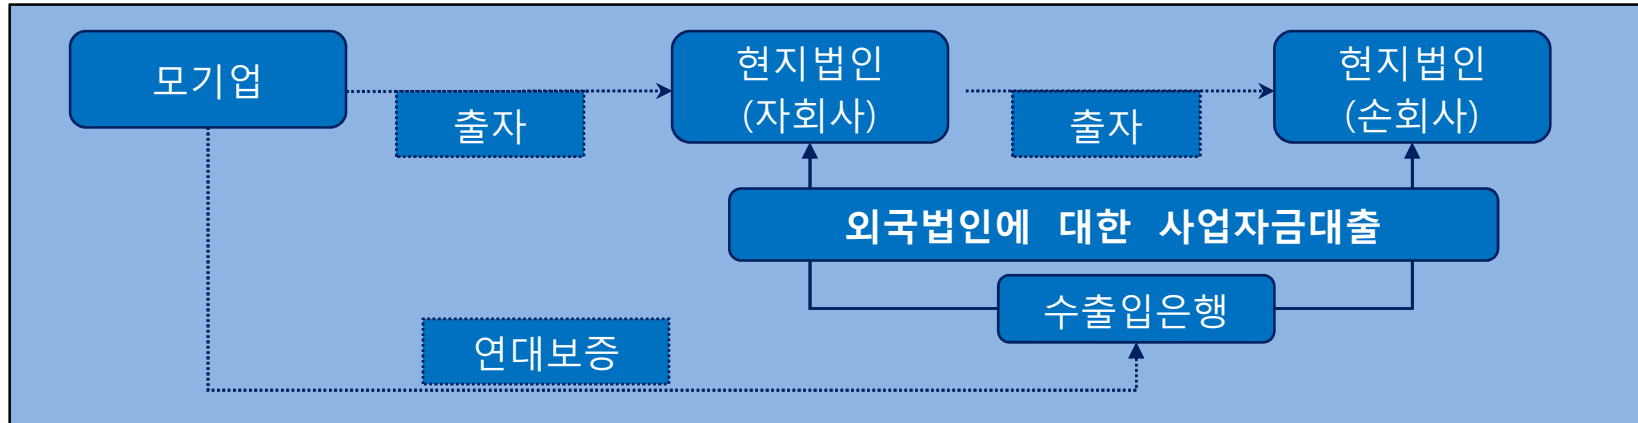 모기업
출자
현지법인
(자회사)
출자
현지법인
(손회사)
외국법인에 대한 사업자금대출
수출입은행
연대보증